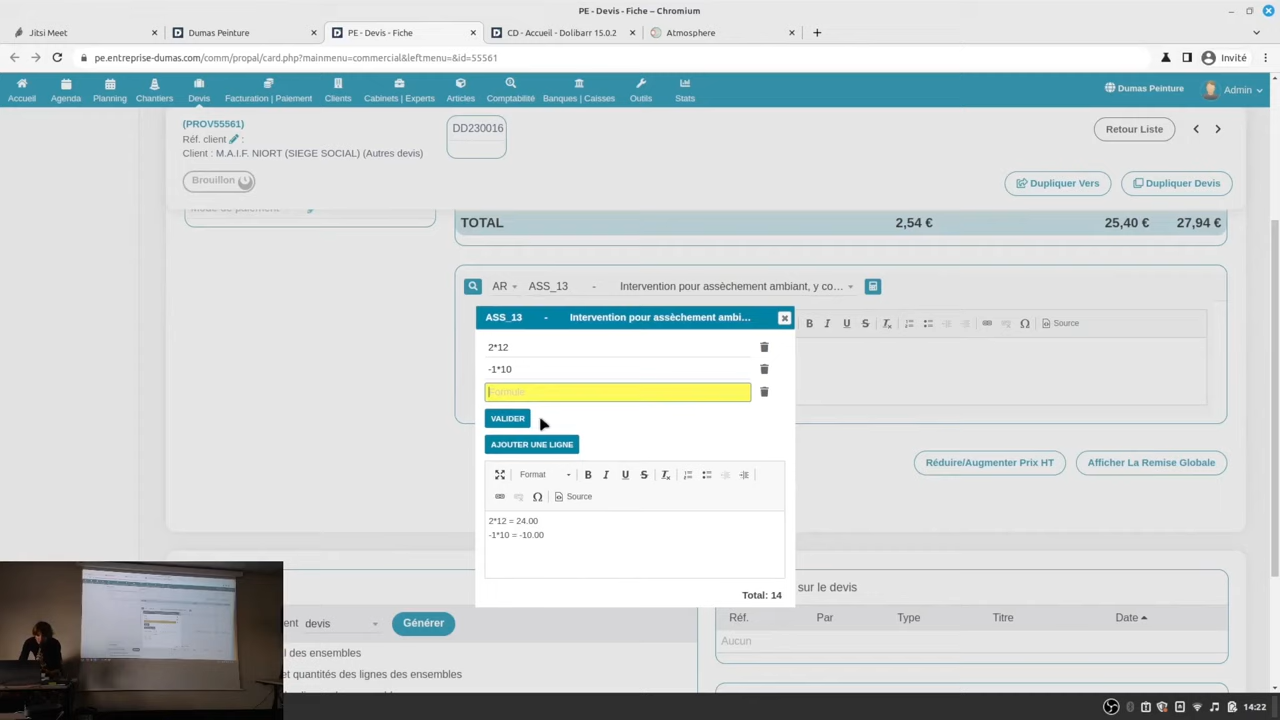 PE - Devis - Fiche – Chromium
Jitsi Meet
Dumas Peinture
PE - Devis - Fiche
CD - Accueil - Dolibarr 15.0.2
Atmosphere
pe.entreprise-dumas.com/comm/propal/card.php?mainmenu=commercial&leftmenu=&id=55561
Invité
Accueil Agenda Planning Chantiers Devis Facturation | Paiement Clients Cabinets | Experts Articles Comptabilité Banques | Caisses Outils Stats
Dumas Peinture
Admin
(PROV55561)
Réf. client :
Client : M.A.I.F. NIORT (SIEGE SOCIAL) (Autres devis)
Brouillon
DD230016
Retour Liste
Dupliquer Vers
Dupliquer Devis
Mode de paiement
TOTAL 2,54 € 25,40 € 27,94 €
AR ASS_13 - Intervention pour assèchement ambiant, y co…
B I U S Ix Ω Source
ASS_13 - Intervention pour assèchement ambi…
2*12
-1*10
Formule
VALIDER
AJOUTER UNE LIGNE
Format B I U S Ix
Ω Source
2*12 = 24.00
-1*10 = -10.00
Total: 14
Réduire/Augmenter Prix HT
Afficher La Remise Globale
sur le devis
Réf. Par Type Titre Date
Aucun
ent devis Générer
l des ensembles
et quantités des lignes des ensembles
14:22